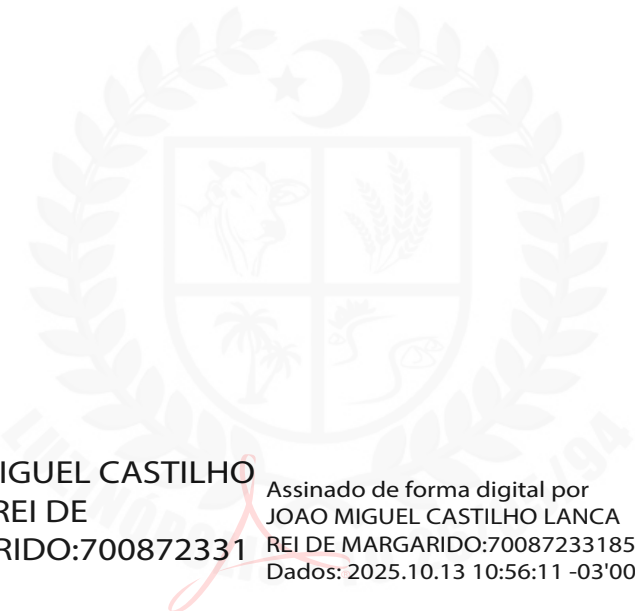 IGUEL CASTILHO
REI DE
RIDO:700872331
Assinado de forma digital por
JOAO MIGUEL CASTILHO LANCA
REI DE MARGARIDO:70087233185
Dados: 2025.10.13 10:56:11 -03'00